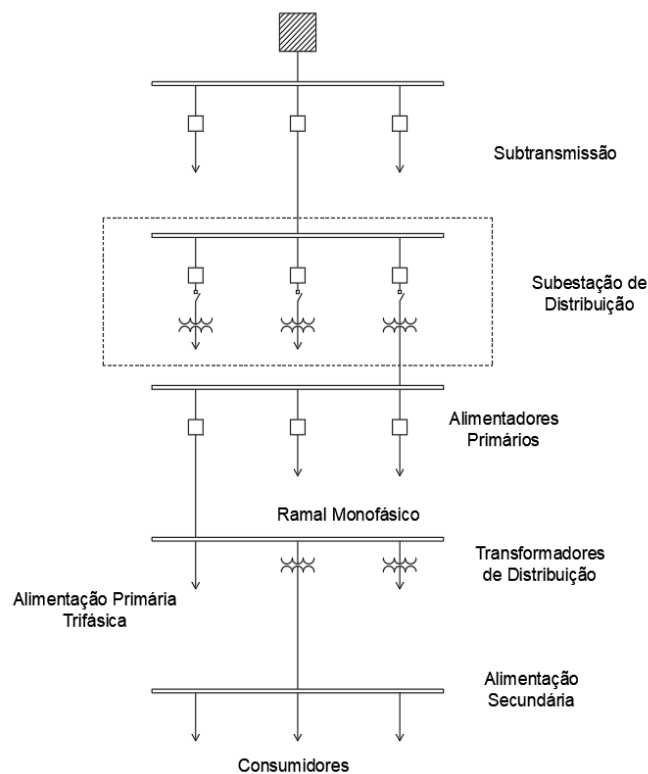 Subtransmissão
Subestação de
Distribuição
Alimentadores
Primários
Ramal Monofásico
Transformadores
de Distribuição
Alimentação Primária
Trifásica
Alimentação
Secundária
Consumidores